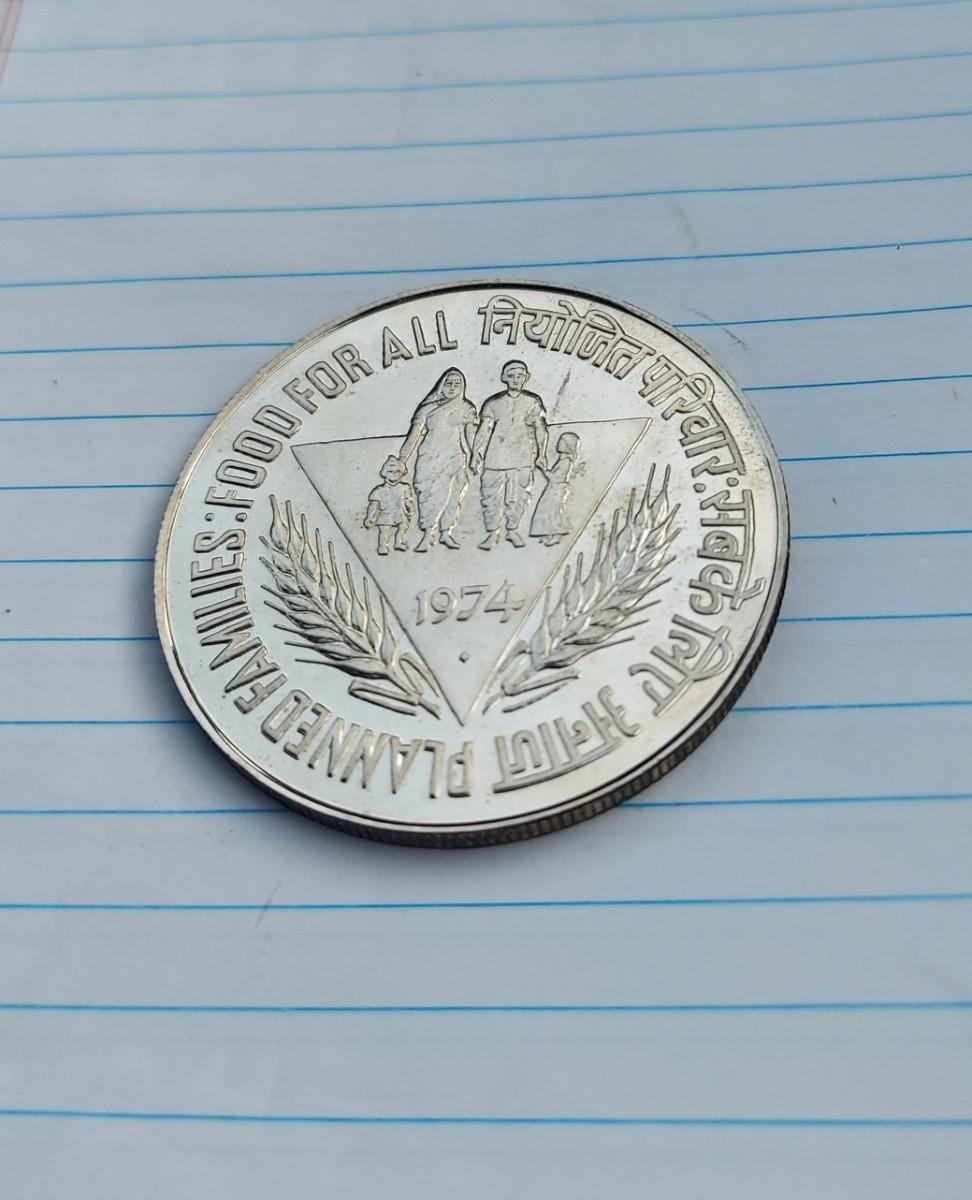 PLANNED FAMILIES: FOOD FOR ALL
नियोजित परिवार: सबके लिए अनाज
1974